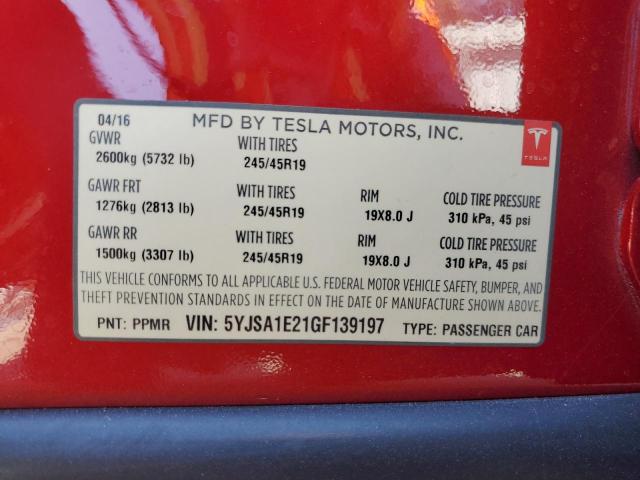 04/16 MFD BY TESLA MOTORS, INC.
GVWR WITH TIRES
2600kg (5732 lb) 245/45R19
TESLA
GAWR FRT WITH TIRES RIM COLD TIRE PRESSURE
1276kg (2813 lb) 245/45R19 19X8.0 J 310 kPa, 45 psi
GAWR RR WITH TIRES RIM COLD TIRE PRESSURE
1500kg (3307 lb) 245/45R19 19X8.0 J 310 kPa, 45 psi
THIS VEHICLE CONFORMS TO ALL APPLICABLE U.S. FEDERAL MOTOR VEHICLE SAFETY, BUMPER, AND
THEFT PREVENTION STANDARDS IN EFFECT ON THE DATE OF MANUFACTURE SHOWN ABOVE.
PNT: PPMR VIN: 5YJSA1E21GF139197 TYPE: PASSENGER CAR